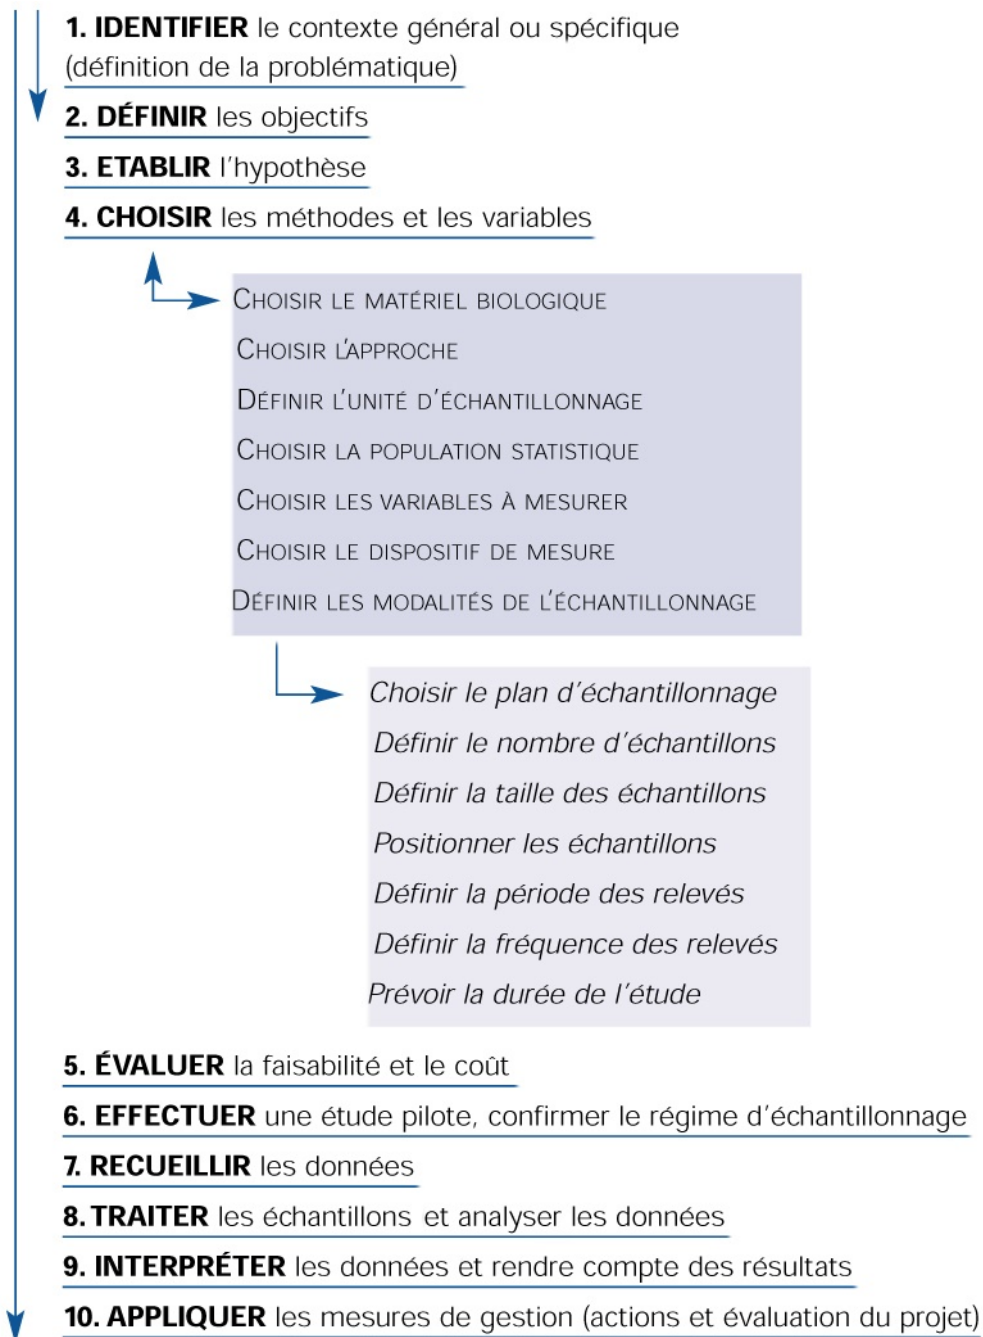 1. IDENTIFIER le contexte général ou spécifique
(définition de la problématique)
2. DÉFINIR les objectifs
3. ETABLIR l'hypothèse
4. CHOISIR les méthodes et les variables
CHOISIR LE MATÉRIEL BIOLOGIQUE
CHOISIR L'APPROCHE
DÉFINIR L'UNITÉ D'ÉCHANTILLONNAGE
CHOISIR LA POPULATION STATISTIQUE
CHOISIR LES VARIABLES À MESURER
CHOISIR LE DISPOSITIF DE MESURE
DÉFINIR LES MODALITÉS DE L'ÉCHANTILLONNAGE
Choisir le plan d'échantillonnage
Définir le nombre d'échantillons
Définir la taille des échantillons
Positionner les échantillons
Définir la période des relevés
Définir la fréquence des relevés
Prévoir la durée de l'étude
5. ÉVALUER la faisabilité et le coût
6. EFFECTUER une étude pilote, confirmer le régime d'échantillonnage
7. RECUEILLIR les données
8. TRAITER les échantillons et analyser les données
9. INTERPRÉTER les données et rendre compte des résultats
10. APPLIQUER les mesures de gestion (actions et évaluation du projet)